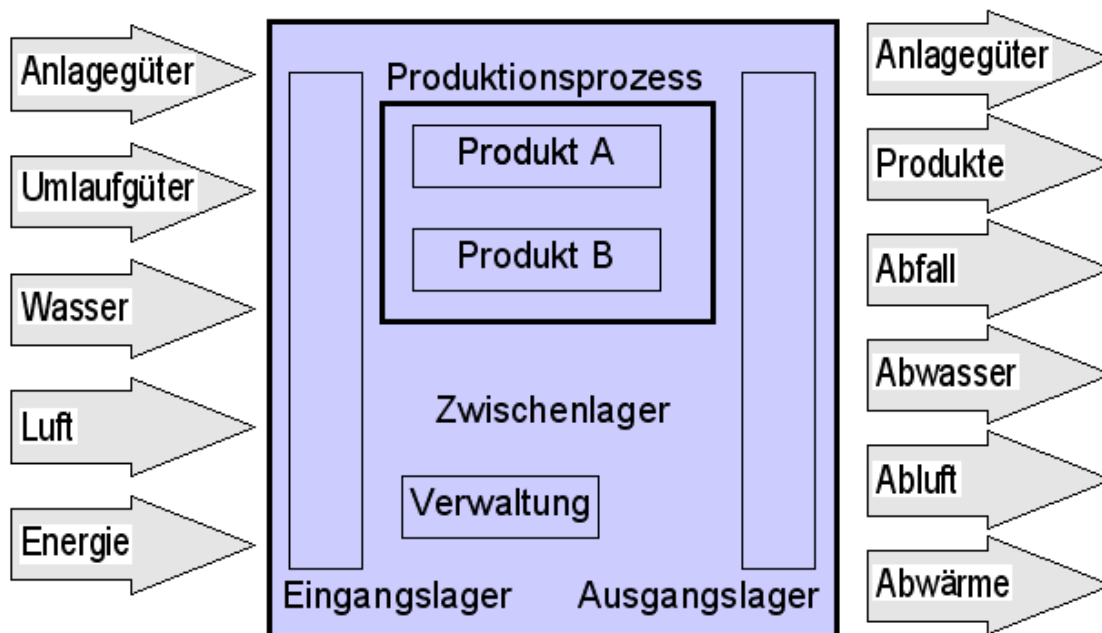 Anlagegüter
Umlaufgüter
Wasser
Luft
Energie
Produktionsprozess
Produkt A
Produkt B
Zwischenlager
Verwaltung
Eingangslager
Ausgangslager
Anlagegüter
Produkte
Abfall
Abwasser
Abluft
Abwärme